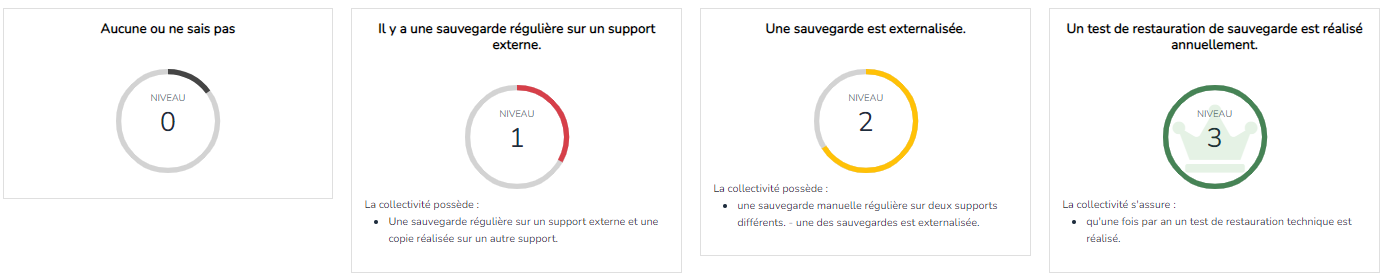 Aucune ou ne sais pas
NIVEAU
0
Il y a une sauvegarde régulière sur un support
externe.
NIVEAU
1
La collectivité possède :
Une sauvegarde régulière sur un support externe et une
copie réalisée sur un autre support.
Une sauvegarde est externalisée.
NIVEAU
2
La collectivité possède :
une sauvegarde manuelle régulière sur deux supports
différents. - une des sauvegardes est externalisée.
Un test de restauration de sauvegarde est réalisé
annuellement.
NIVEAU
3
La collectivité s'assure :
qu'une fois par an un test de restauration technique est
réalisé.